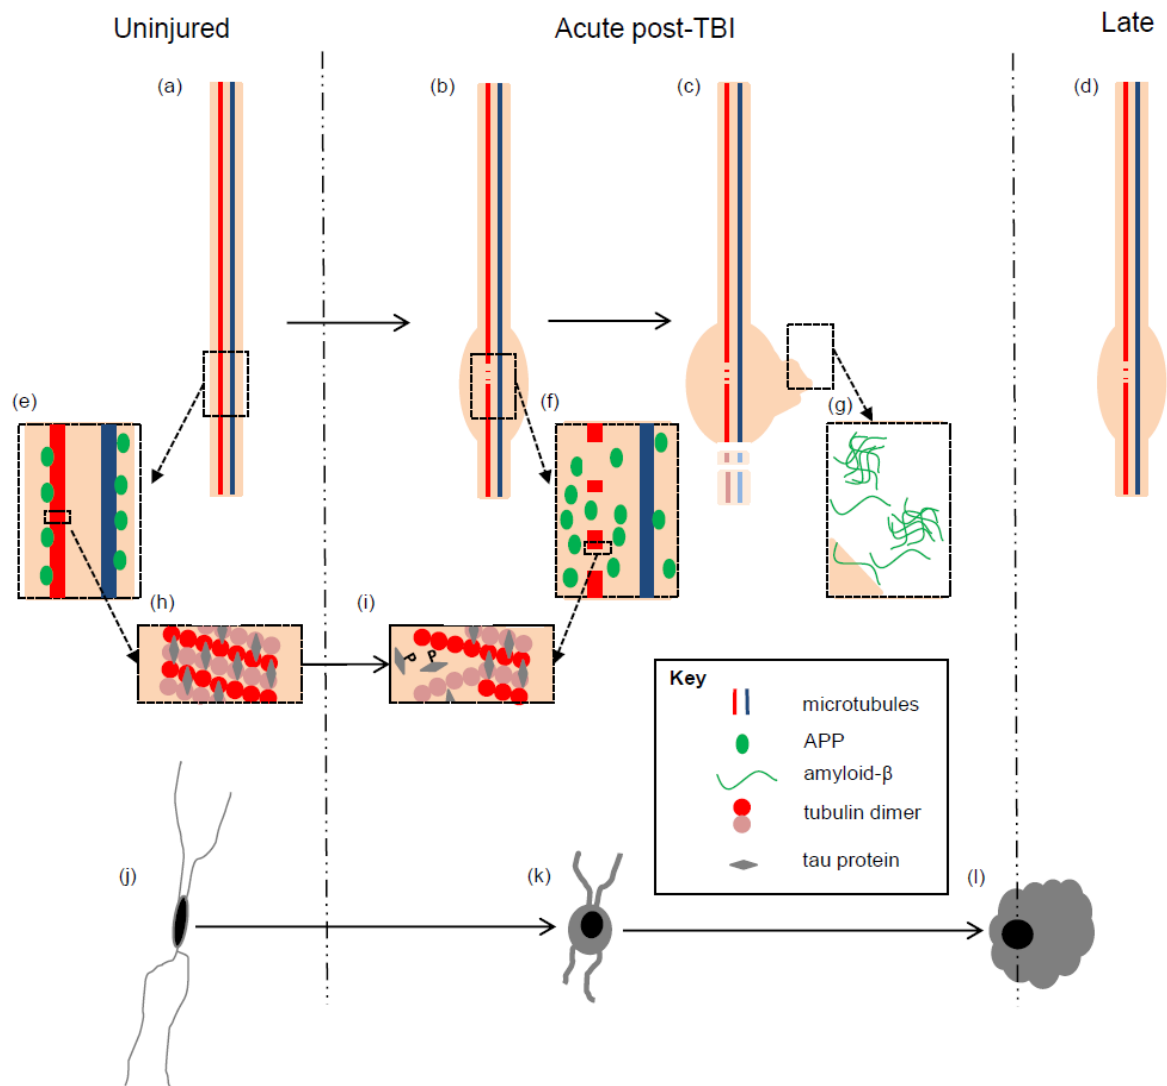 Uninjured
Acute post-TBI
Late
(a)
(b)
(c)
(d)
(e)
(f)
(g)
(h)
(i)
P
P
Key
microtubules
APP
amyloid-β
tubulin dimer
tau protein
(j)
(k)
(l)